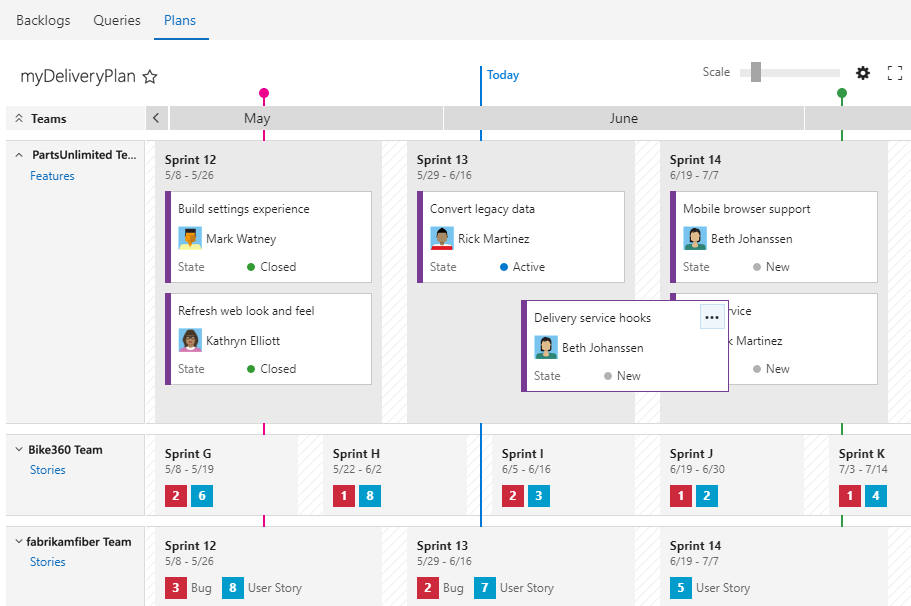 Backlogs Queries Plans
myDeliveryPlan
Today
Scale
Teams May June
PartsUnlimited Te...
Features
Sprint 12 Sprint 13 Sprint 14
5/8 - 5/26 5/29 - 6/16 6/19 - 7/7
Build settings experience Convert legacy data Mobile browser support
Mark Watney Rick Martinez Beth Johanssen
State Closed State Active State New
Refresh web look and feel Delivery service hooks
Kathryn Elliott Beth Johanssen Martinez
State Closed State New New
Bike360 Team
Stories
Sprint G Sprint H Sprint I Sprint J Sprint K
5/8 - 5/19 5/22 - 6/2 6/5 - 6/16 6/19 - 6/30 7/3 - 7/14
2 6 1 8 2 3 1 2 1 4
fabrikamfiber Team
Stories
Sprint 12 Sprint 13 Sprint 14
5/8 - 5/26 5/29 - 6/16 6/19 - 7/7
3 Bug 8 User Story 2 Bug 7 User Story 5 User Story